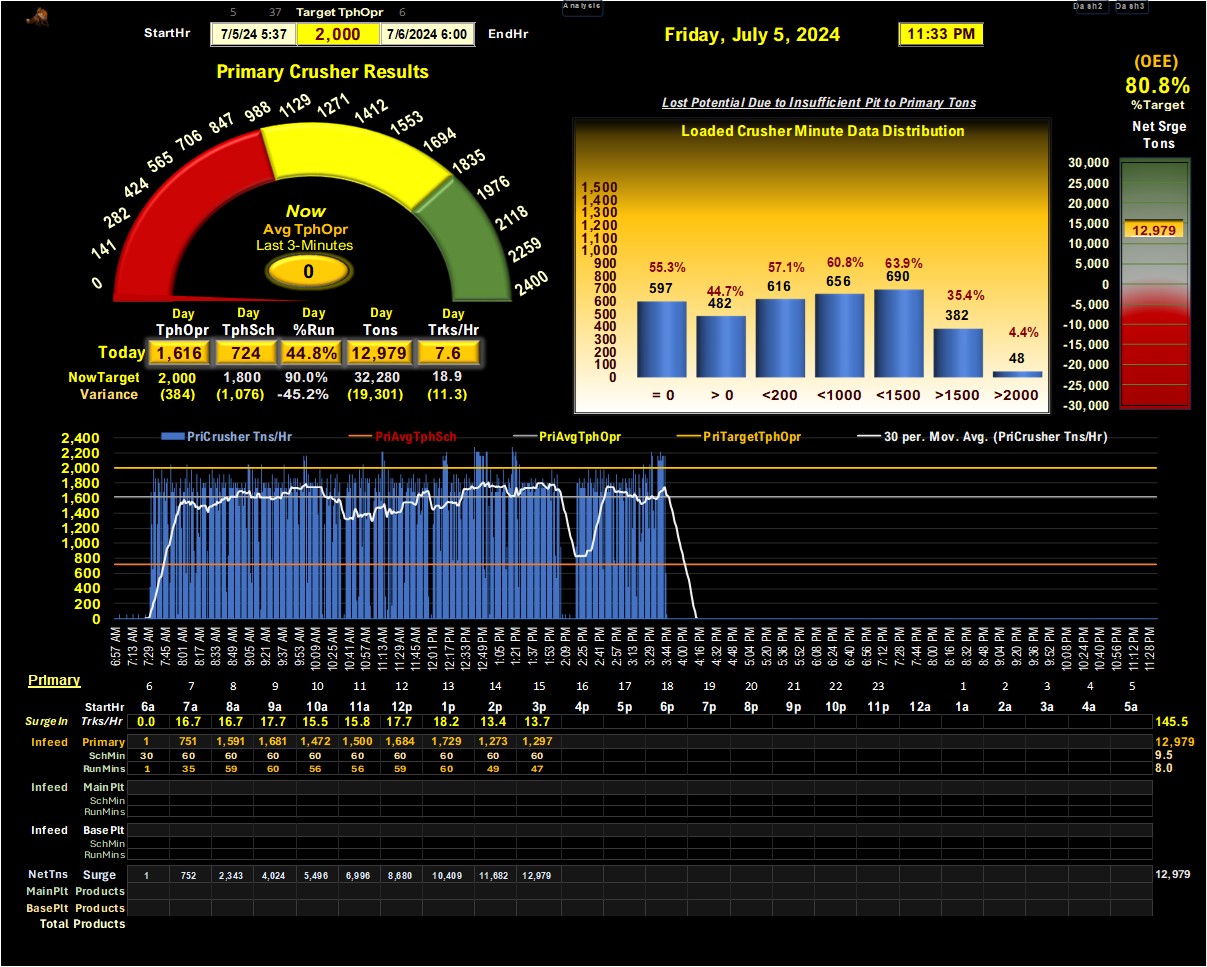 Analysis Dash2 Dash3
5 37 Target TphOpr 6
StartHr 7/5/24 5:37 2,000 7/6/2024 6:00 EndHr
Friday, July 5, 2024 11:33 PM
(OEE)
80.8%
%Target
Net Srge
Tons
Primary Crusher Results
0 141 282 424 565 706 847 988 1129 1271 1412 1553 1694 1835 1976 2118 2259 2400
Now
Avg TphOpr
Last 3-Minutes
0
Day Day Day Day Day
TphOpr TphSch %Run Tons Trks/Hr
Today 1,616 724 44.8% 12,979 7.6
NowTarget 2,000 1,800 90.0% 32,280 18.9
Variance (384) (1,076) -45.2% (19,301) (11.3)
Lost Potential Due to Insufficient Pit to Primary Tons
Loaded Crusher Minute Data Distribution
1,500
1,400
1,300
1,200
1,100
1,000
900
800
700
600
500
400
300
200
100
0
55.3% 44.7% 57.1% 60.8% 63.9% 35.4% 4.4%
597 482 616 656 690 382 48
= 0 > 0 <200 <1000 <1500 >1500 >2000
30,000
25,000
20,000
15,000
12,979
10,000
5,000
0
-5,000
-10,000
-15,000
-20,000
-25,000
-30,000
PriCrusher Tns/Hr PriAvgTphSch PriAvgTphOpr PriTargetTphOpr 30 per. Mov. Avg. (PriCrusher Tns/Hr)
2,400
2,200
2,000
1,800
1,600
1,400
1,200
1,000
800
600
400
200
0
6:57 AM 7:13 AM 7:29 AM 7:45 AM 8:01 AM 8:17 AM 8:33 AM 8:49 AM 9:05 AM 9:21 AM 9:37 AM 9:53 AM 10:09 AM 10:25 AM 10:41 AM 10:57 AM 11:13 AM 11:29 AM 11:45 AM 12:01 PM 12:17 PM 12:33 PM 12:49 PM 1:05 PM 1:21 PM 1:37 PM 1:53 PM 2:09 PM 2:25 PM 2:41 PM 2:57 PM 3:13 PM 3:29 PM 3:44 PM 4:00 PM 4:16 PM 4:32 PM 4:48 PM 5:04 PM 5:20 PM 5:36 PM 5:52 PM 6:08 PM 6:24 PM 6:40 PM 6:56 PM 7:12 PM 7:28 PM 7:44 PM 8:00 PM 8:16 PM 8:32 PM 8:48 PM 9:04 PM 9:20 PM 9:36 PM 9:52 PM 10:08 PM 10:24 PM 10:40 PM 10:56 PM 11:12 PM 11:28 PM
Primary
6 7 8 9 10 11 12 13 14 15 16 17 18 19 20 21 22 23 1 2 3 4 5
StartHr 6a 7a 8a 9a 10a 11a 12p 1p 2p 3p 4p 5p 6p 7p 8p 9p 10p 11p 12a 1a 2a 3a 4a 5a
SurgeIn Trks/Hr 0.0 16.7 16.7 17.7 15.5 15.8 17.7 18.2 13.4 13.7 145.5
Infeed Primary 1 751 1,591 1,681 1,472 1,500 1,684 1,729 1,273 1,297 12,979
SchMin 30 60 60 60 60 60 60 60 60 60 9.5
RunMins 1 35 59 60 56 56 59 60 49 47 8.0
Infeed Main Plt
SchMin
RunMins
Infeed Base Plt
SchMin
RunMins
NetTns Surge 1 752 2,343 4,024 5,496 6,996 8,680 10,409 11,682 12,979 12,979
MainPlt Products
BasePlt Products
Total Products